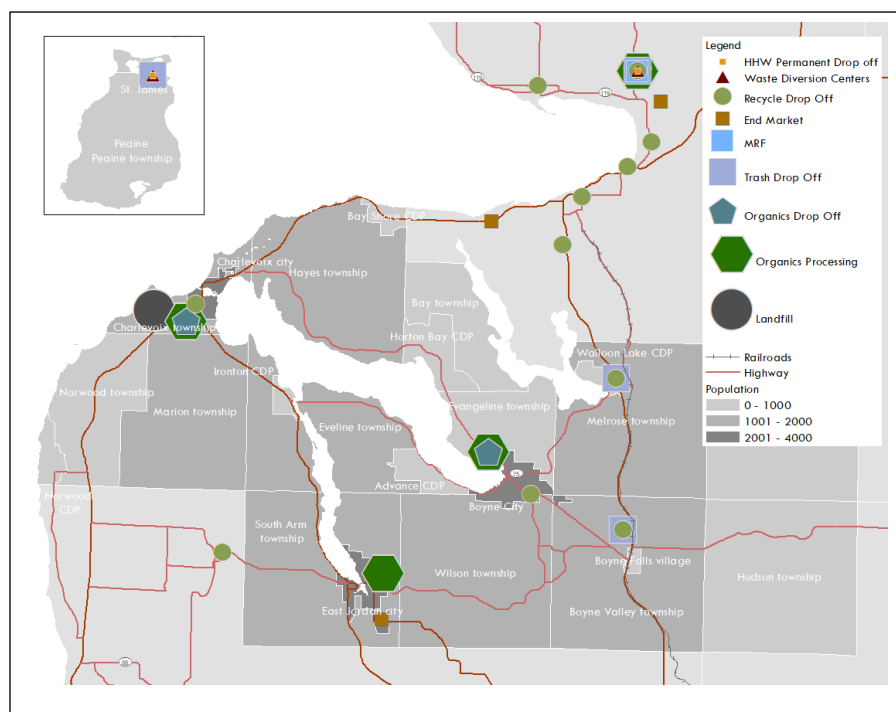 St. James
Peaine
Peaine township
119
119
Legend
HHW Permanent Drop off
Waste Diversion Centers
Recycle Drop Off
End Market
MRF
Trash Drop Off
Organics Drop Off
Organics Processing
Landfill
Railroads
Highway
Population
0 - 1000
1001 - 2000
2001 - 4000
Bay Shore CDP
Charlevoix city
Hayes township
Bay township
Charlevoix township
Horton Bay CDP
Walloon Lake CDP
Ironton CDP
Norwood township
Marion township
Evangeline township
Eveline township
Melrose township
75
Advance CDP
Norwood
CDP
Boyne City
South Arm
township
Wilson township
Boyne Falls village
Hudson township
East Jordan city
Boyne Valley township
88